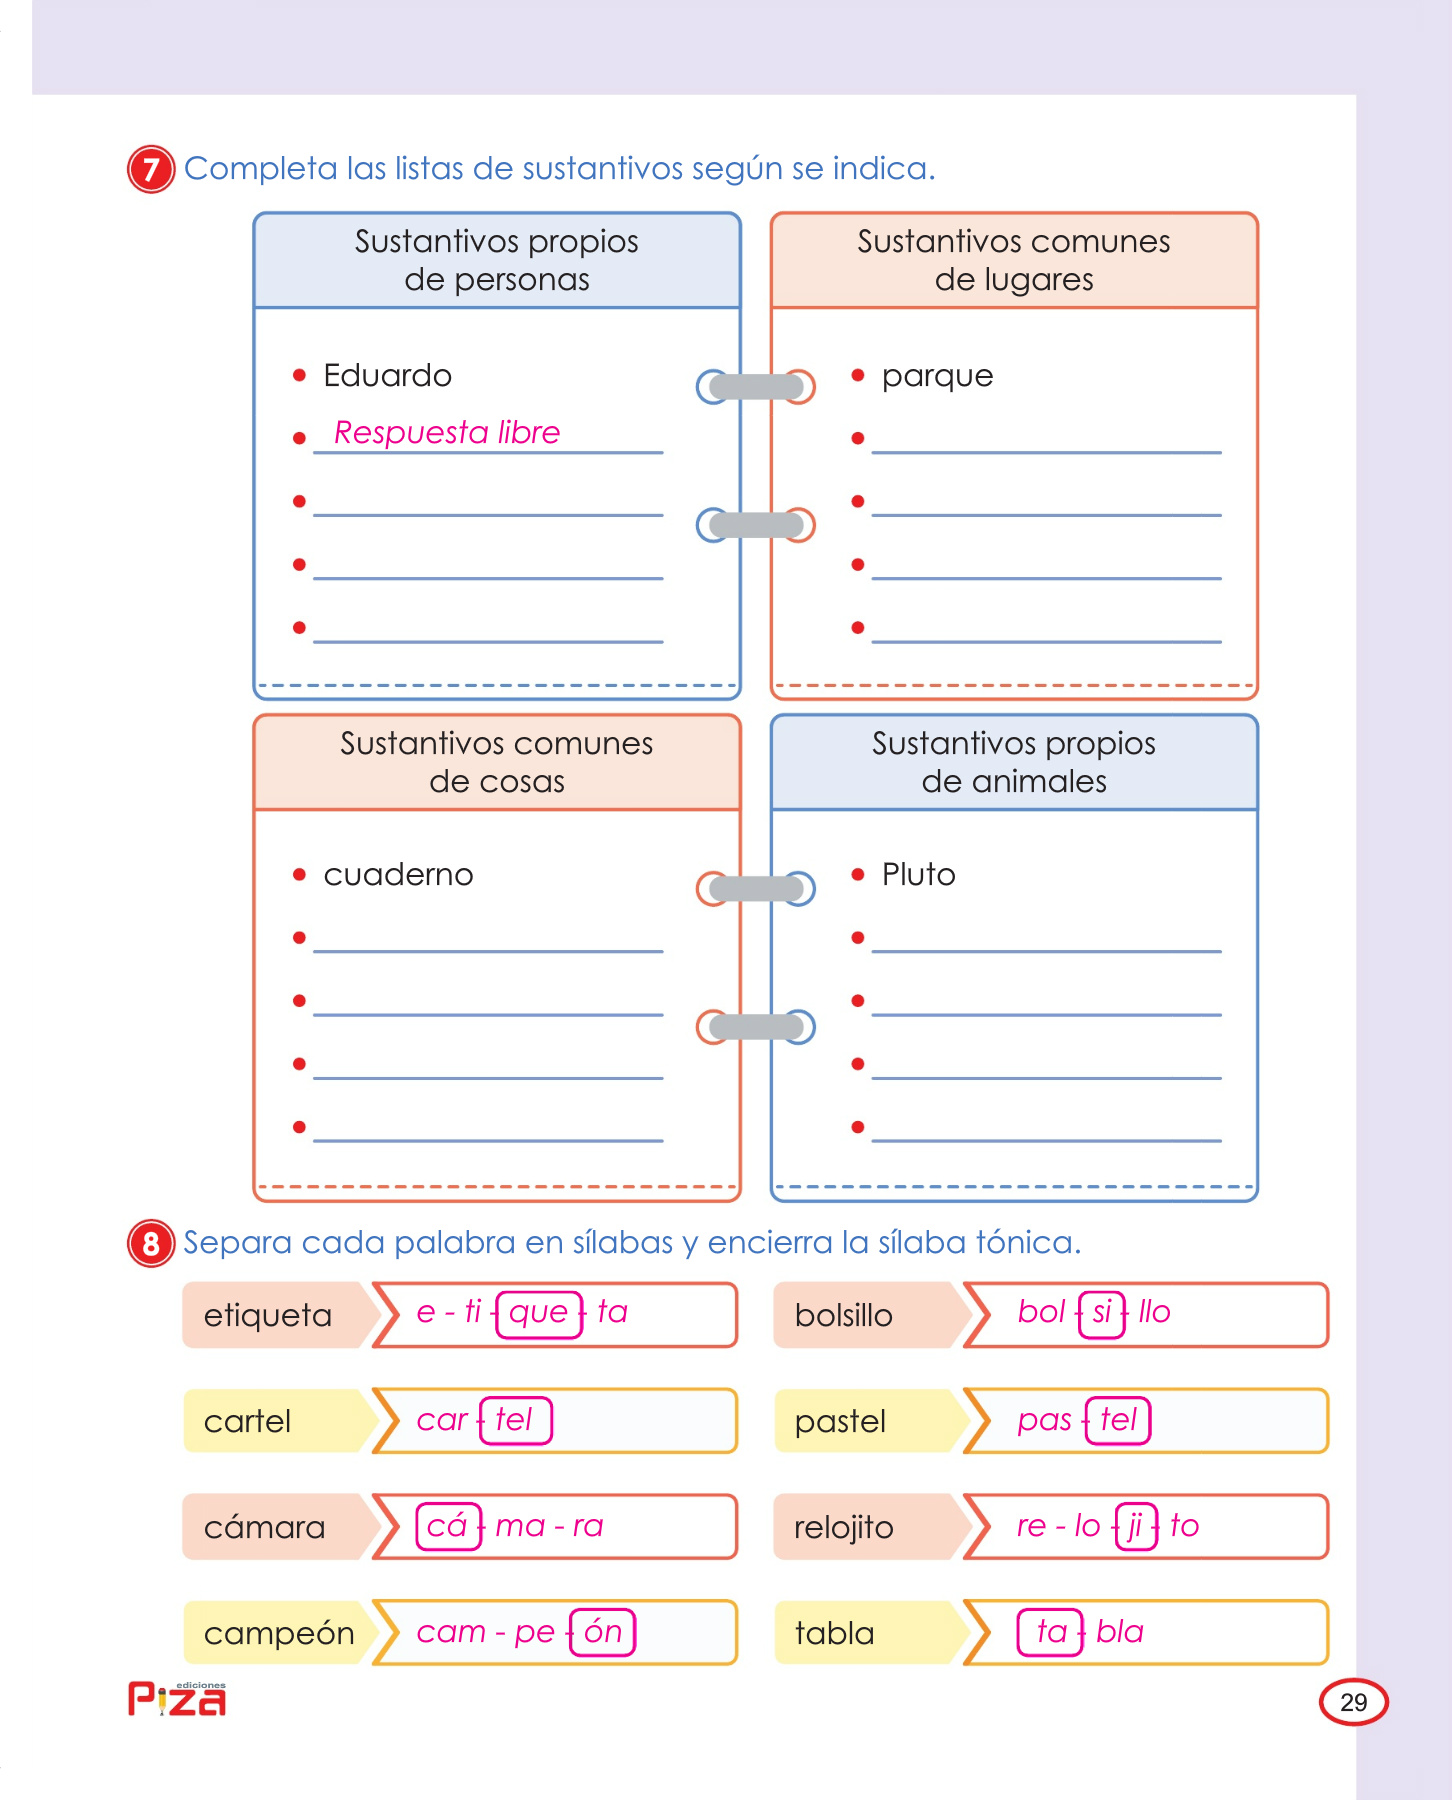 7 Completa las listas de sustantivos según se indica.
Sustantivos propios
de personas
• Eduardo
• Respuesta libre
Sustantivos comunes
de lugares
• parque
Sustantivos comunes
de cosas
• cuaderno
Sustantivos propios
de animales
• Pluto
8 Separa cada palabra en sílabas y encierra la sílaba tónica.
etiqueta e - ti - que - ta
bolsillo bol - si - llo
cartel car - tel
pastel pas - tel
cámara cá - ma - ra
relojito re - lo - ji - to
campeón cam - pe - ón
tabla ta - bla
ediciones
Piza
29